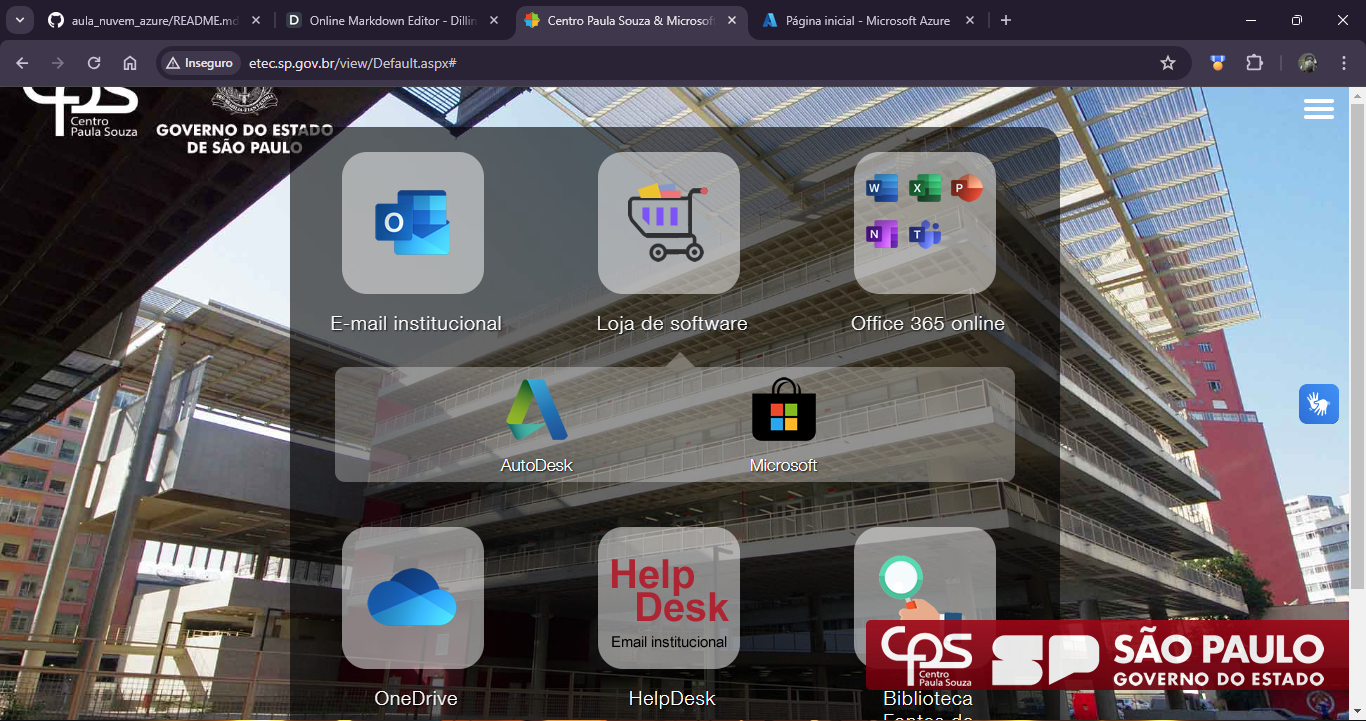 aula_nuvem_azure/README.md
Online Markdown Editor - Dillin
Centro Paula Souza & Microsoft
Página inicial - Microsoft Azure
Inseguro
etec.sp.gov.br/view/Default.aspx#
cps
Centro
Paula Souza
GOVERNO DO ESTADO
DE SÃO PAULO
O
W X P
N T
E-mail institucional
Loja de software
Office 365 online
AutoDesk
Microsoft
Help
Desk
Email institucional
OneDrive
HelpDesk
Biblioteca
Fontes de
cps
Centro
Paula Souza
SP
SÃO PAULO
GOVERNO DO ESTADO